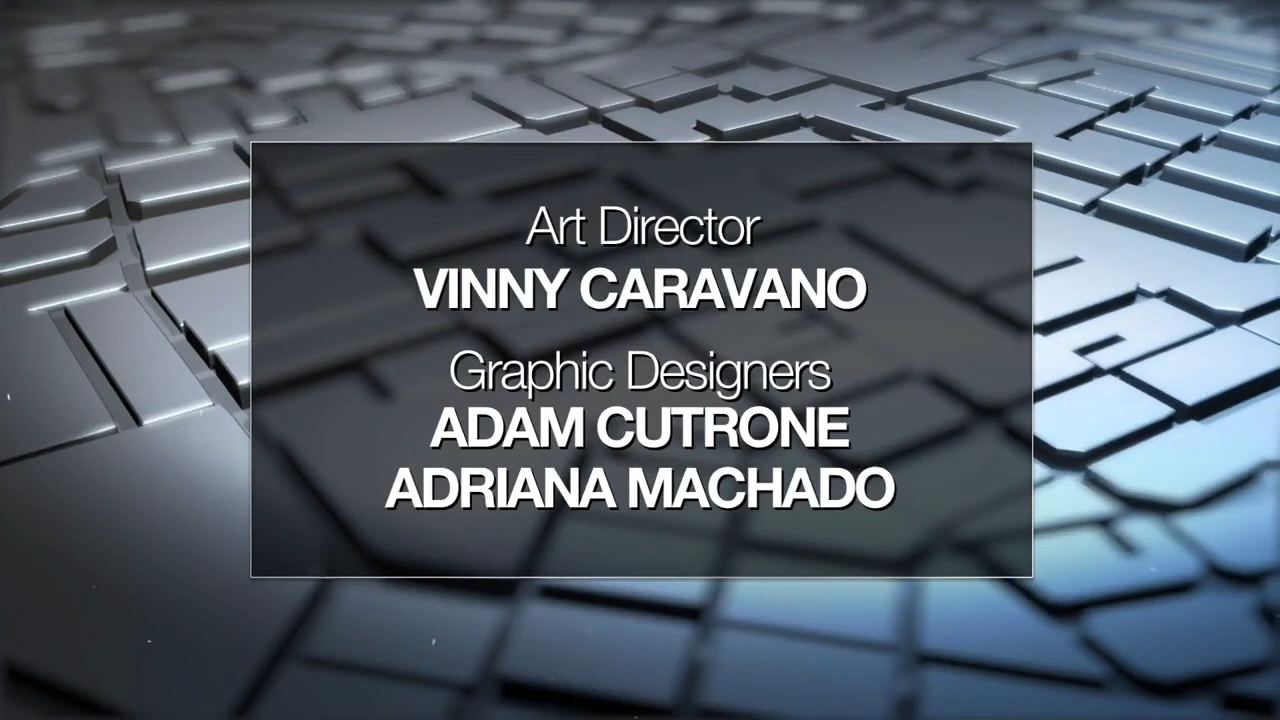 Art Director
VINNY CARAVANO
Graphic Designers
ADAM CUTRONE
ADRIANA MACHADO